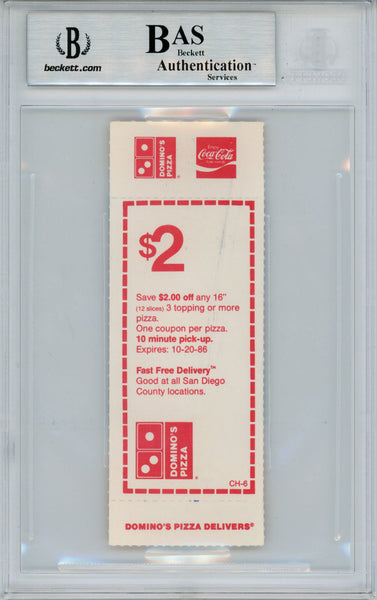 B
beckett.com
BAS
Beckett
Authentication™
Services
DOMINO'S
PIZZA
®
Enjoy
Coca-Cola
$2
Save $2.00 off any 16"
(12 slices) 3 topping or more
pizza.
One coupon per pizza.
10 minute pick-up.
Expires: 10-20-86
Fast Free Delivery™
Good at all San Diego
County locations.
DOMINO'S
PIZZA
®
CH-6
DOMINO'S PIZZA DELIVERS®